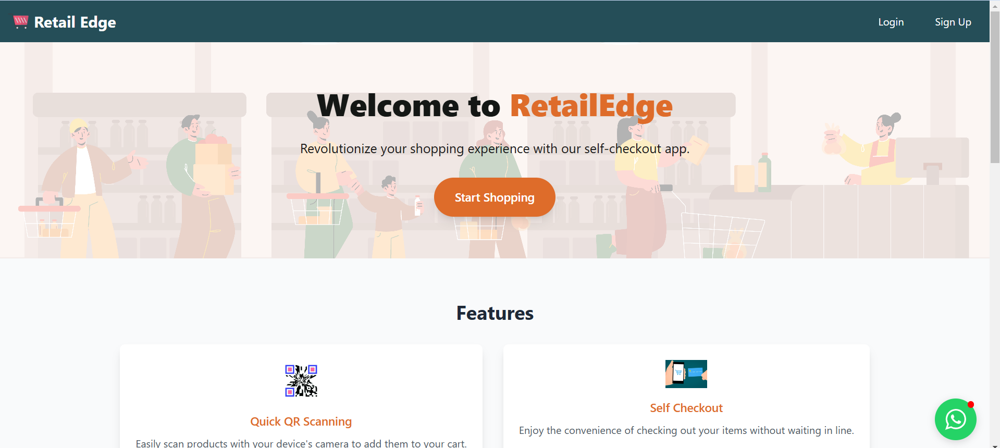 Retail Edge
Login
Sign Up
Welcome to RetailEdge
Revolutionize your shopping experience with our self-checkout app.
Start Shopping
Features
Quick QR Scanning
Easily scan products with your device's camera to add them to your cart.
Self Checkout
Enjoy the convenience of checking out your items without waiting in line.